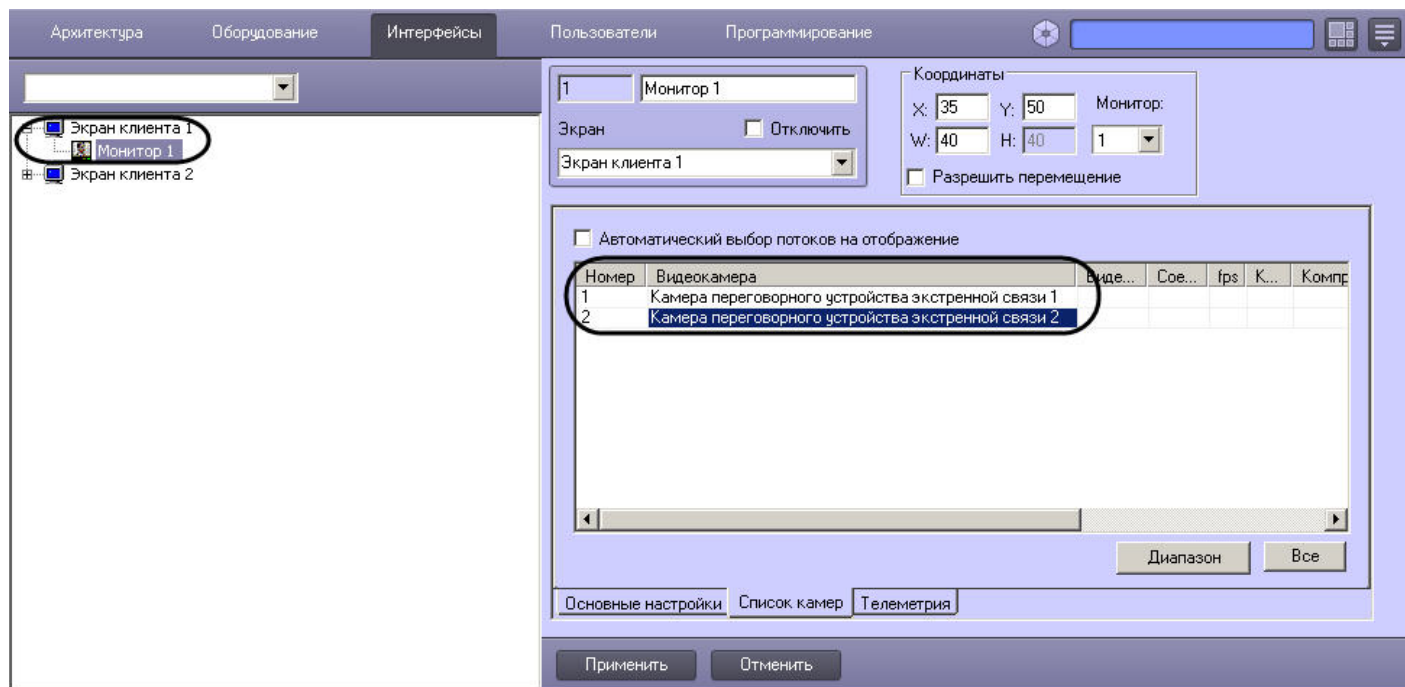 Архитектура Оборудование Интерфейсы Пользователи Программирование
Экран клиента 1
Монитор 1
Экран клиента 2
1 Монитор 1
Экран Отключить
Экран клиента 1
Координаты
X: 35 Y: 50 Монитор:
W: 40 H: 40 1
Разрешить перемещение
Автоматический выбор потоков на отображение
Номер Видеокамера Виде... Сое... fps К... Компр
1 Камера переговорного устройства экстренной связи 1
2 Камера переговорного устройства экстренной связи 2
Диапазон Все
Основные настройки Список камер Телеметрия
Применить Отменить